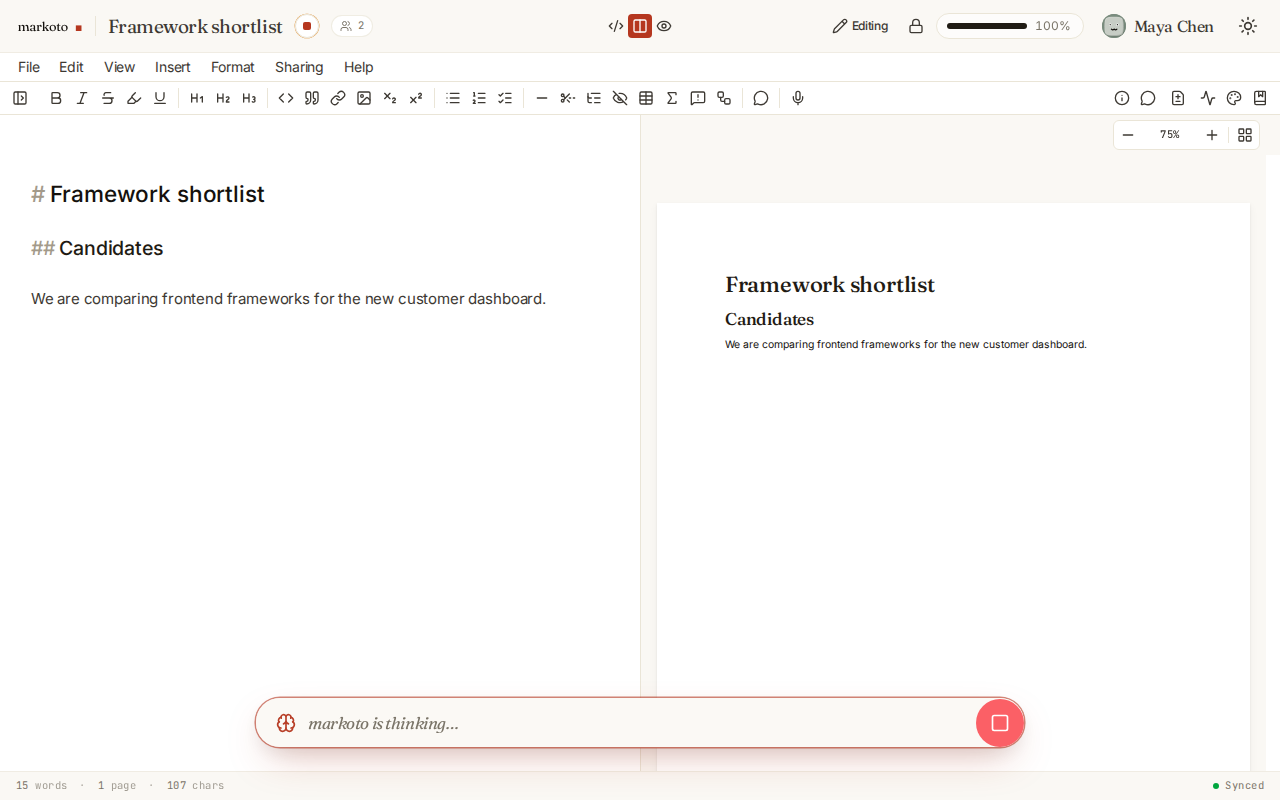 markoto
Framework shortlist
2
Editing
100%
Maya Chen
File Edit View Insert Format Sharing Help
B I S U H1 H2 H3 X2 x2
75%
# Framework shortlist
## Candidates
We are comparing frontend frameworks for the new customer dashboard.
Framework shortlist
Candidates
We are comparing frontend frameworks for the new customer dashboard.
markoto is thinking...
15 words · 1 page · 107 chars
Synced